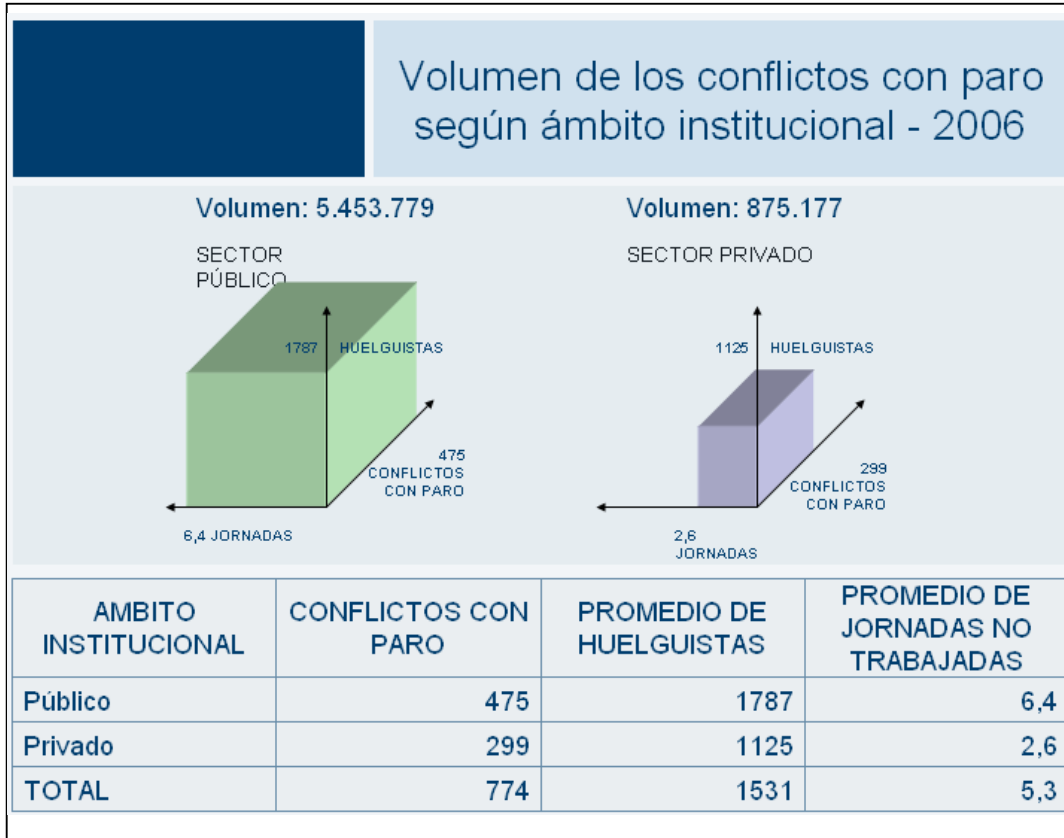 Volumen de los conflictos con paro
según ámbito institucional - 2006
Volumen: 5.453.779
SECTOR
PÚBLICO
1787 HUELGUISTAS
475
CONFLICTOS
CON PARO
6,4 JORNADAS
Volumen: 875.177
SECTOR PRIVADO
1125 HUELGUISTAS
299
CONFLICTOS
CON PARO
2,6
JORNADAS
AMBITO
INSTITUCIONAL
CONFLICTOS CON
PARO
PROMEDIO DE
HUELGUISTAS
PROMEDIO DE
JORNADAS NO
TRABAJADAS
Público 475 1787 6,4
Privado 299 1125 2,6
TOTAL 774 1531 5,3